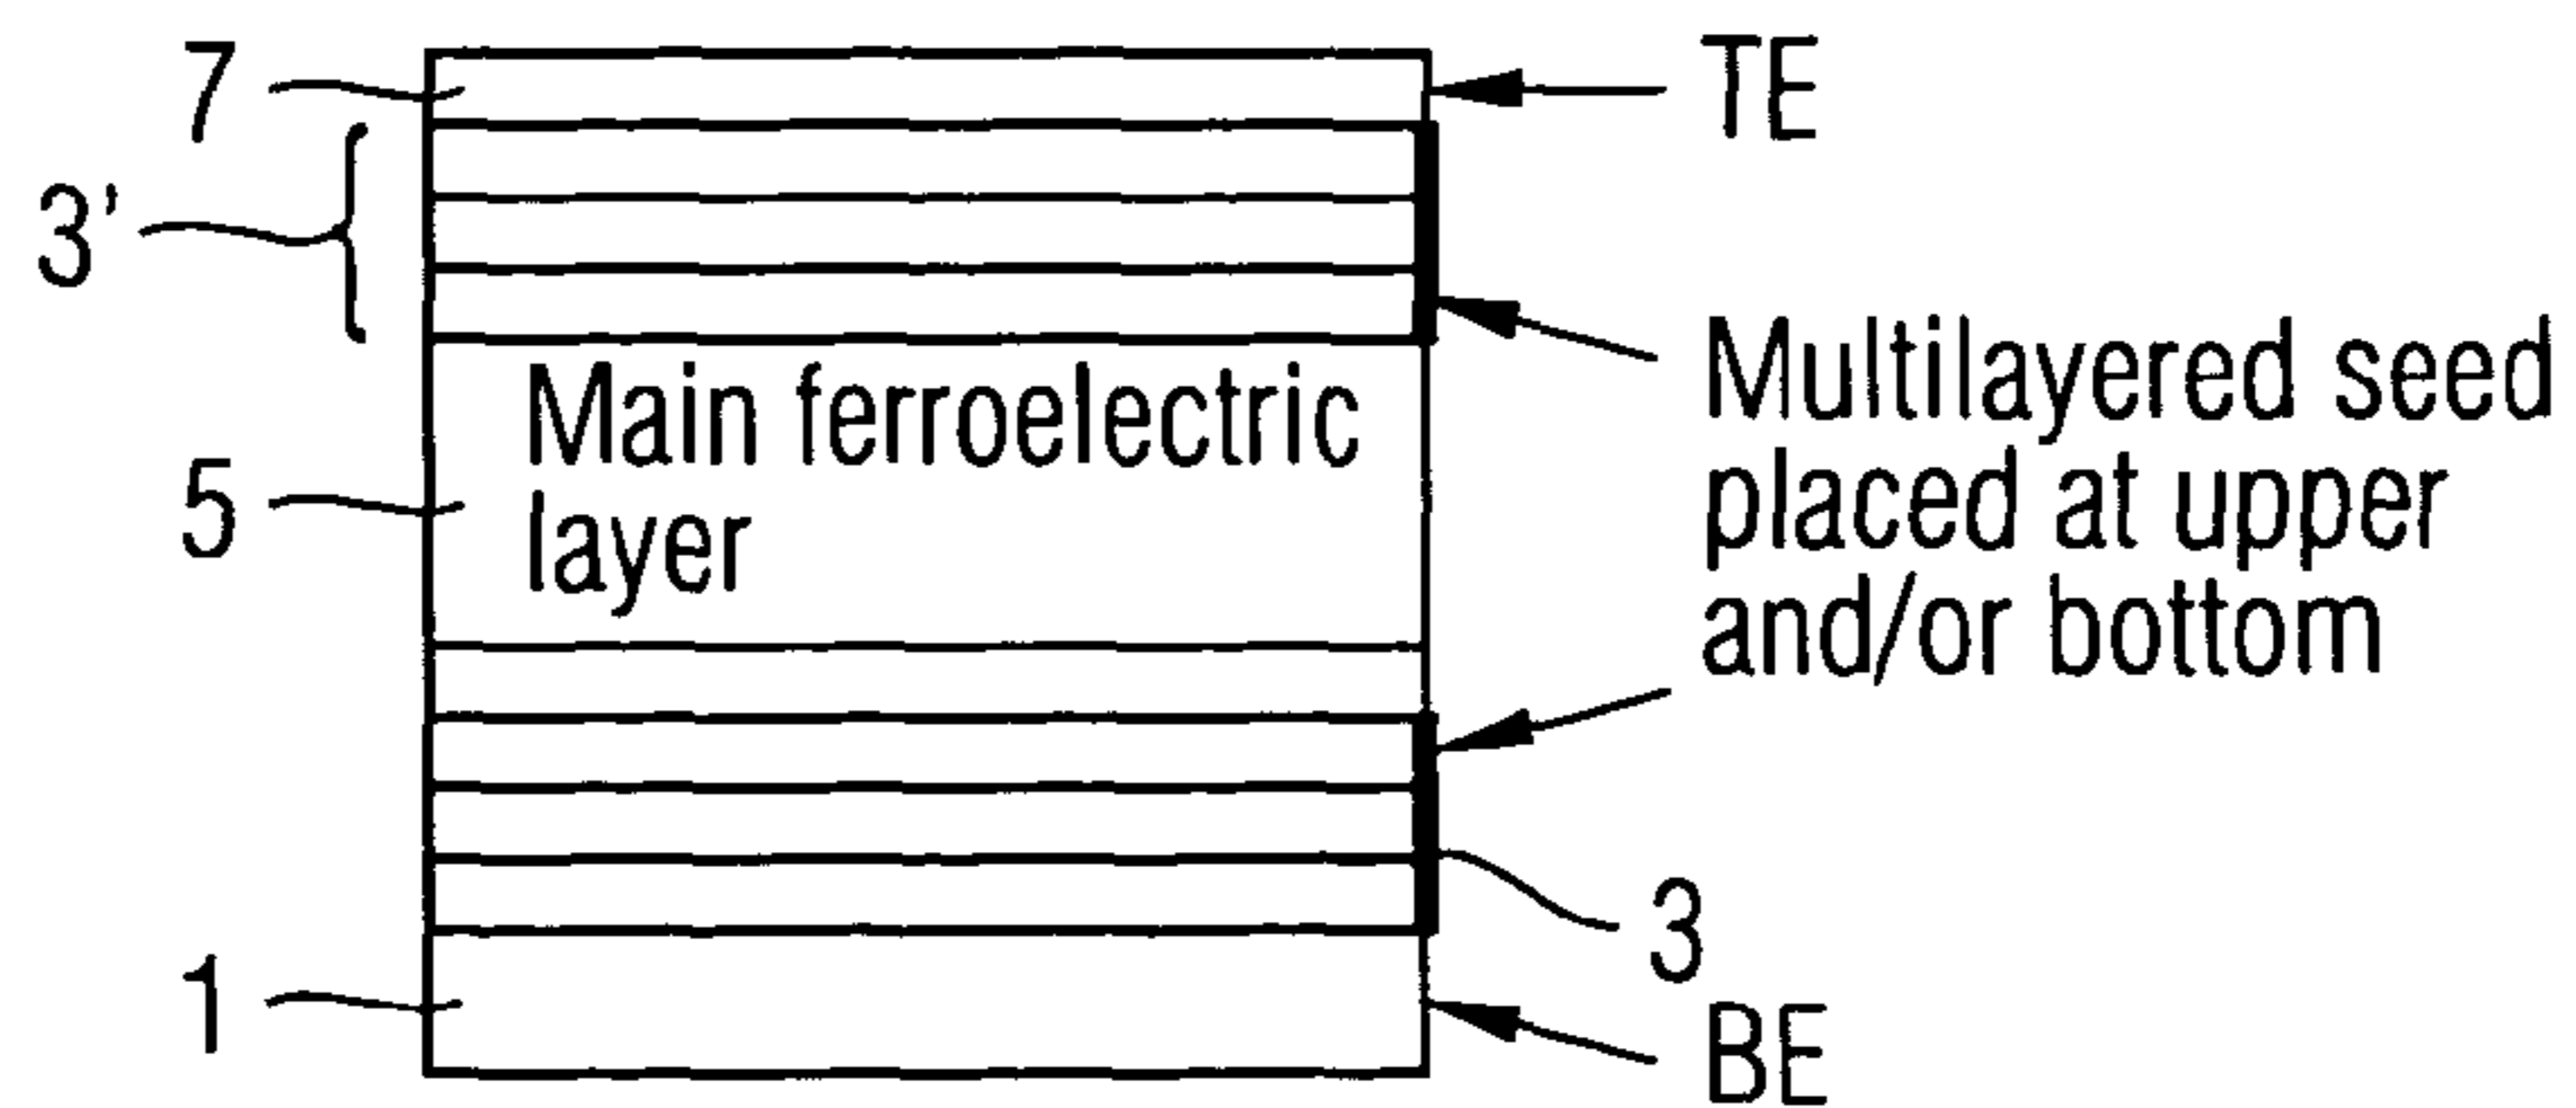 7
TE
3'
Multilayered seed
placed at upper
and/or bottom
Main ferroelectric
layer
5
3
1
BE